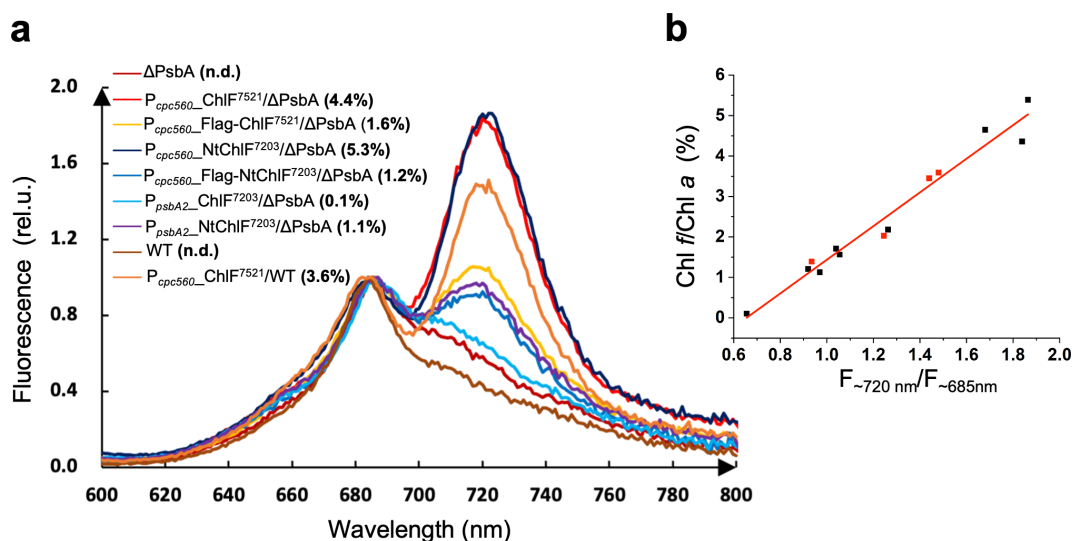 a
2.0
1.6
1.2
0.8
0.4
0.0
Fluorescence (rel.u.)
ΔPsbA (n.d.)
Pcpc560_ChlF7521/ΔPsbA (4.4%)
Pcpc560_Flag-ChlF7521/ΔPsbA (1.6%)
Pcpc560_NtChlF7203/ΔPsbA (5.3%)
Pcpc560_Flag-NtChlF7203/ΔPsbA (1.2%)
PpsbA2_ChlF7203/ΔPsbA (0.1%)
PpsbA2_NtChlF7203/ΔPsbA (1.1%)
WT (n.d.)
Pcpc560_ChlF7521/WT (3.6%)
600 620 640 660 680 700 720 740 760 780 800
Wavelength (nm)
b
6
5
4
3
2
1
0
Chl f/Chl a (%)
0.6 0.8 1.0 1.2 1.4 1.6 1.8 2.0
F~720 nm/F~685nm